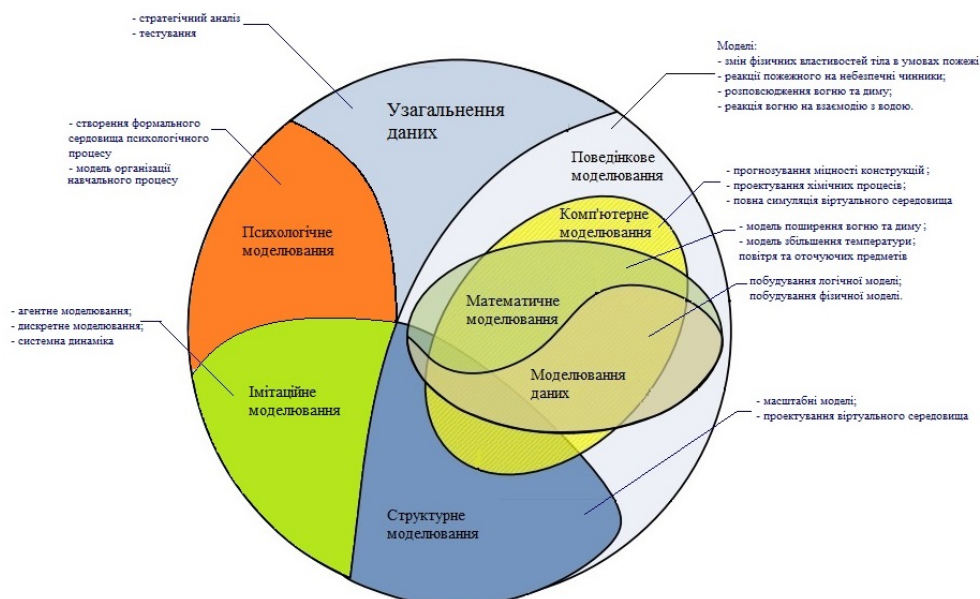 - стратегічний аналіз
- тестування
Моделі:
- змін фізичних властивостей тіла в умовах пожежі
- реакції пожежного на небезпечні чинники;
- розповсюдження вогню та диму;
- реакція вогню на взаємодію з водою.
Узагальнення
даних
- створення формального
сердовища психологічного
процесу
- модель організації
навчального процесу
Поведінкове
моделювання
- прогнозування міцності конструкцій;
- проектування хімічних процесів;
- повна симуляція віртуального середовища
Комп'ютерне
моделювання
Психологічне
моделювання
- модель поширення вогню та диму;
- модель збільшення температури;
повітря та оточуючих предметів
побудування логічної моделі;
побудування фізичної моделі.
Математичне
моделювання
- агентне моделювання;
- дискретне моделювання;
- системна динаміка
Імітаційне
моделювання
Моделювання
даних
- масштабні моделі;
- проектування віртуального середовища
Структурне
моделювання